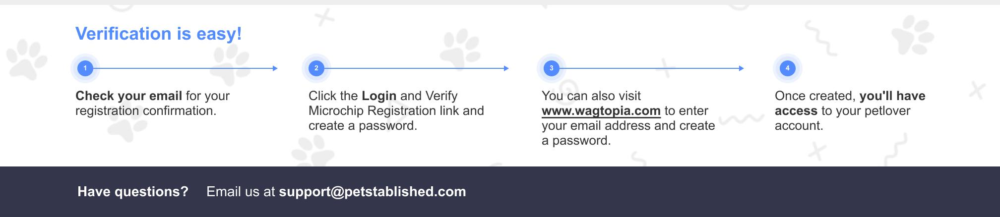 Verification is easy!
1
Check your email for your
registration confirmation.
2
Click the Login and Verify
Microchip Registration link and
create a password.
3
You can also visit
www.wagtopia.com to enter
your email address and create
a password.
4
Once created, you'll have
access to your petlover
account.
Have questions? Email us at support@petstablished.com